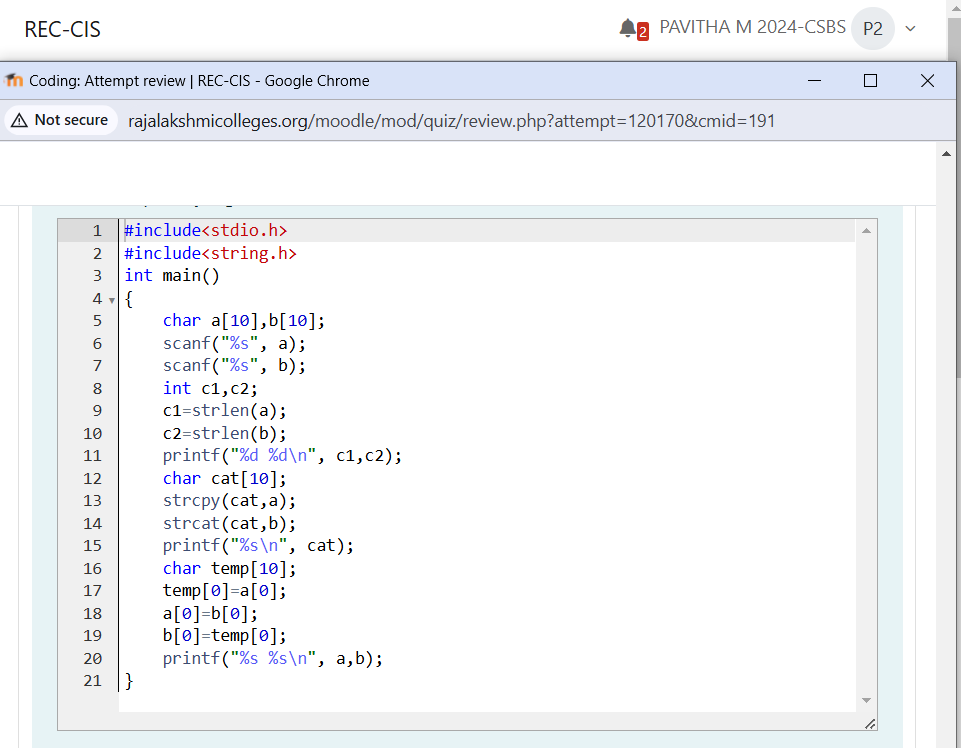 REC-CIS
2 PAVITHA M 2024-CSBS P2
Coding: Attempt review | REC-CIS - Google Chrome
Not secure rajalakshmicolleges.org/moodle/mod/quiz/review.php?attempt=120170&cmid=191
1 #include<stdio.h>
2 #include<string.h>
3 int main()
4 {
5 char a[10],b[10];
6 scanf("%s", a);
7 scanf("%s", b);
8 int c1,c2;
9 c1=strlen(a);
10 c2=strlen(b);
11 printf("%d %d\n", c1,c2);
12 char cat[10];
13 strcpy(cat,a);
14 strcat(cat,b);
15 printf("%s\n", cat);
16 char temp[10];
17 temp[0]=a[0];
18 a[0]=b[0];
19 b[0]=temp[0];
20 printf("%s %s\n", a,b);
21 }